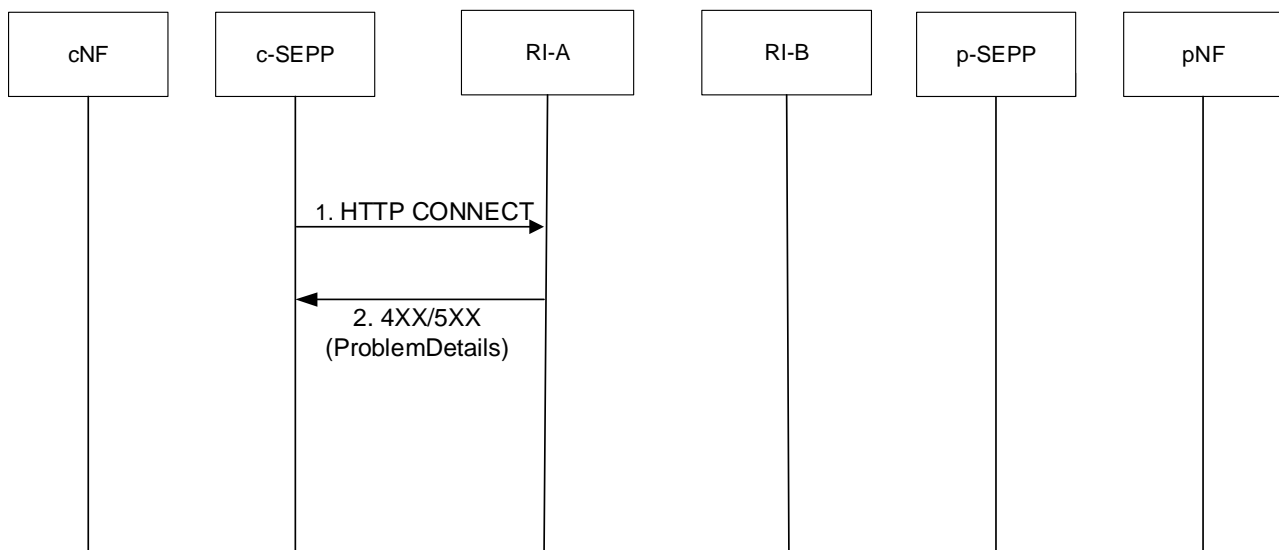 cNF
c-SEPP
RI-A
RI-B
p-SEPP
pNF
1. HTTP CONNECT
2. 4XX/5XX
(ProblemDetails)